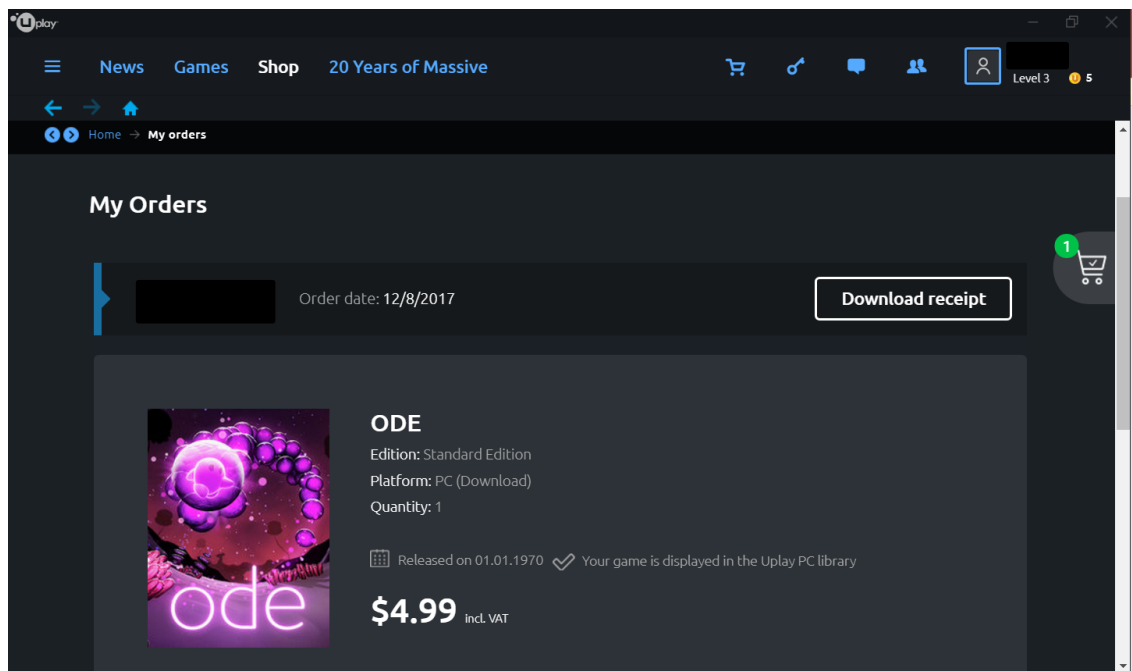 Uplay
News Games Shop 20 Years of Massive
Level 3 5
Home → My orders
My Orders
1
Order date: 12/8/2017 Download receipt
ODE
Edition: Standard Edition
Platform: PC (Download)
Quantity: 1
Released on 01.01.1970 Your game is displayed in the Uplay PC library
ode
$4.99 incl. VAT